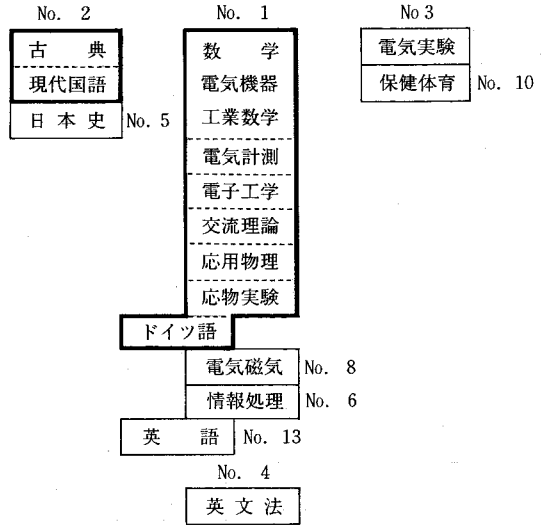 No. 2
古典
現代国語
日本史 No. 5
No. 1
数学
電気機器
工業数学
電気計測
電子工学
交流理論
応用物理
応物実験
ドイツ語
電気磁気 No. 8
情報処理 No. 6
英語 No. 13
No. 4
英文法
No 3
電気実験
保健体育 No. 10